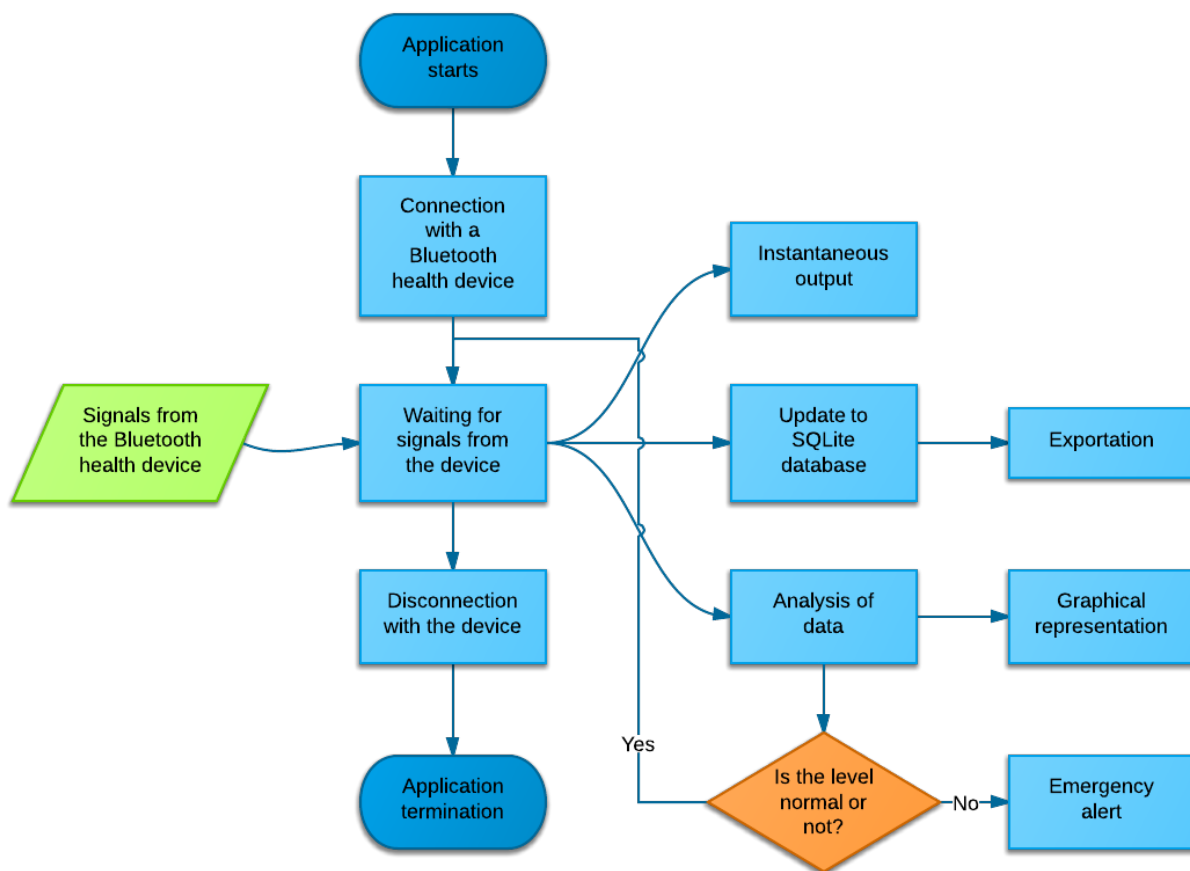 Application
starts
Connection
with a
Bluetooth
health device
Instantaneous
output
Signals from
the Bluetooth
health device
Waiting for
signals from
the device
Update to
SQLite
database
Exportation
Disconnection
with the device
Analysis of
data
Graphical
representation
Yes
Application
termination
Is the level
normal or
not?
No
Emergency
alert